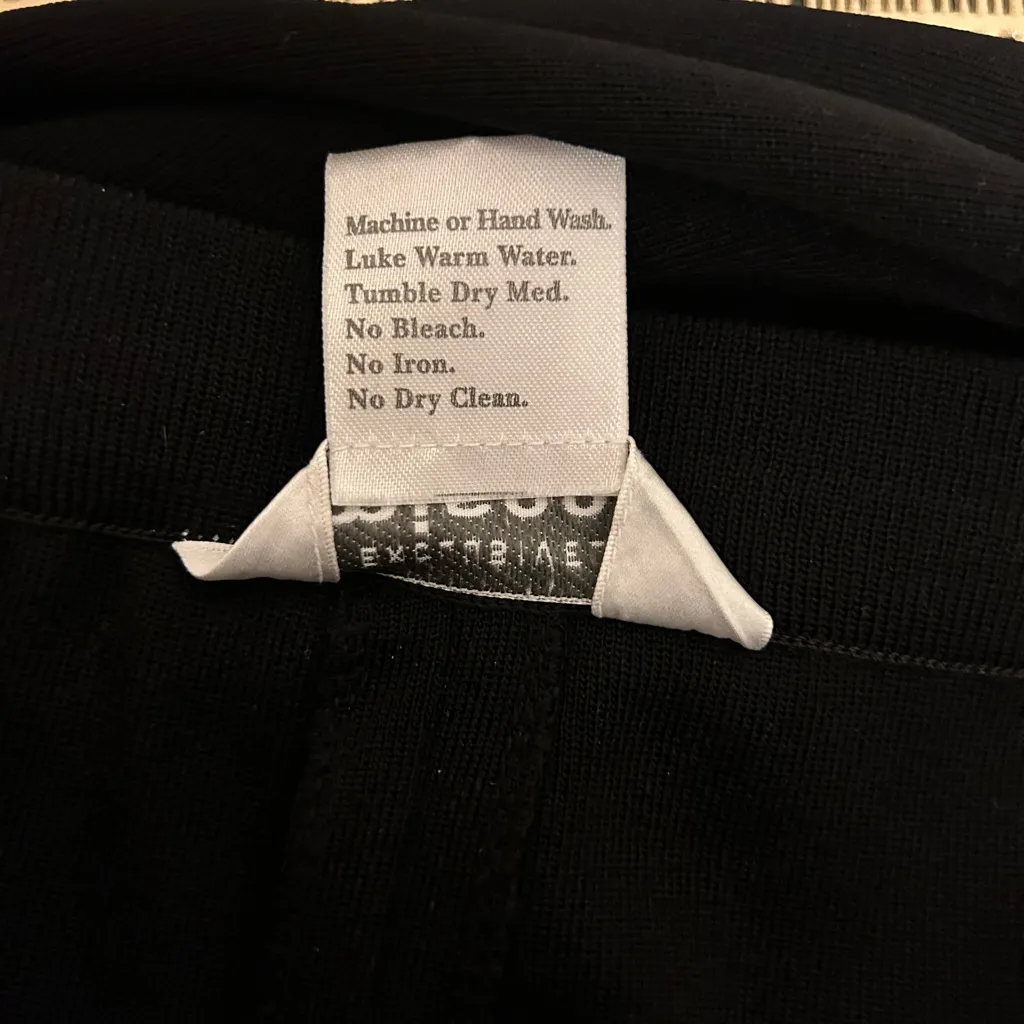 Machine or Hand Wash.
Luke Warm Water.
Tumble Dry Med.
No Bleach.
No Iron.
No Dry Clean.